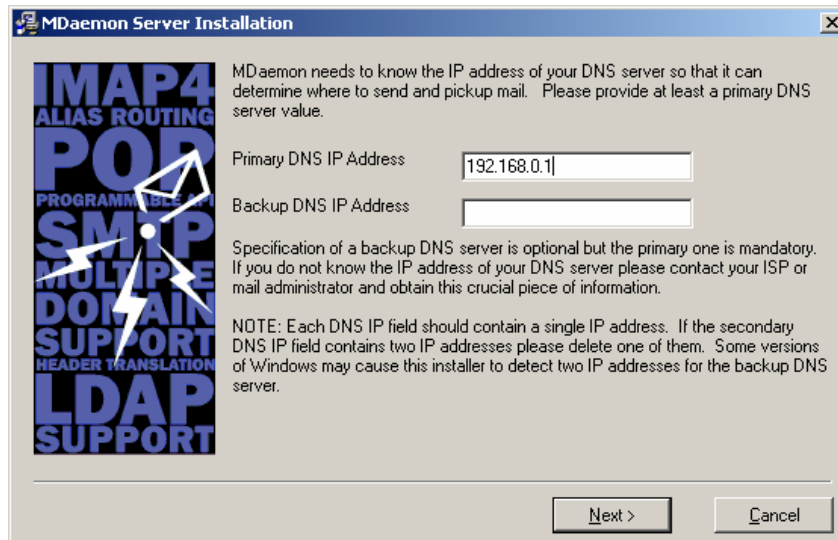 MDaemon Server Installation
IMAP4
ALIAS ROUTING
POP
PROGRAMMABLE API
SMTP
MULTIPLE
DOMAIN
SUPPORT
HEADER TRANSLATION
LDAP
SUPPORT
MDaemon needs to know the IP address of your DNS server so that it can
determine where to send and pickup mail. Please provide at least a primary DNS
server value.
Primary DNS IP Address 192.168.0.1
Backup DNS IP Address
Specification of a backup DNS server is optional but the primary one is mandatory.
If you do not know the IP address of your DNS server please contact your ISP or
mail administrator and obtain this crucial piece of information.
NOTE: Each DNS IP field should contain a single IP address. If the secondary
DNS IP field contains two IP addresses please delete one of them. Some versions
of Windows may cause this installer to detect two IP addresses for the backup DNS
server.
Next > Cancel